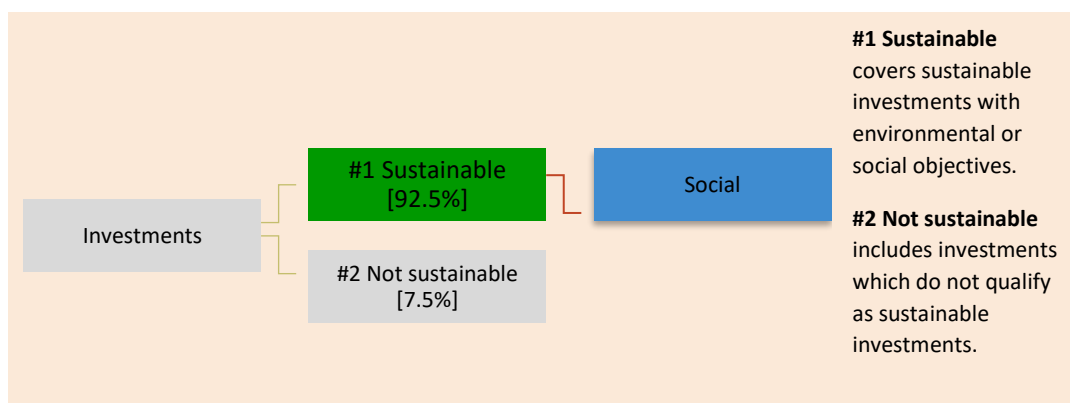 Investments
#1 Sustainable
[92.5%]
Social
#2 Not sustainable
[7.5%]
#1 Sustainable
covers sustainable
investments with
environmental or
social objectives.
#2 Not sustainable
includes investments
which do not qualify
as sustainable
investments.